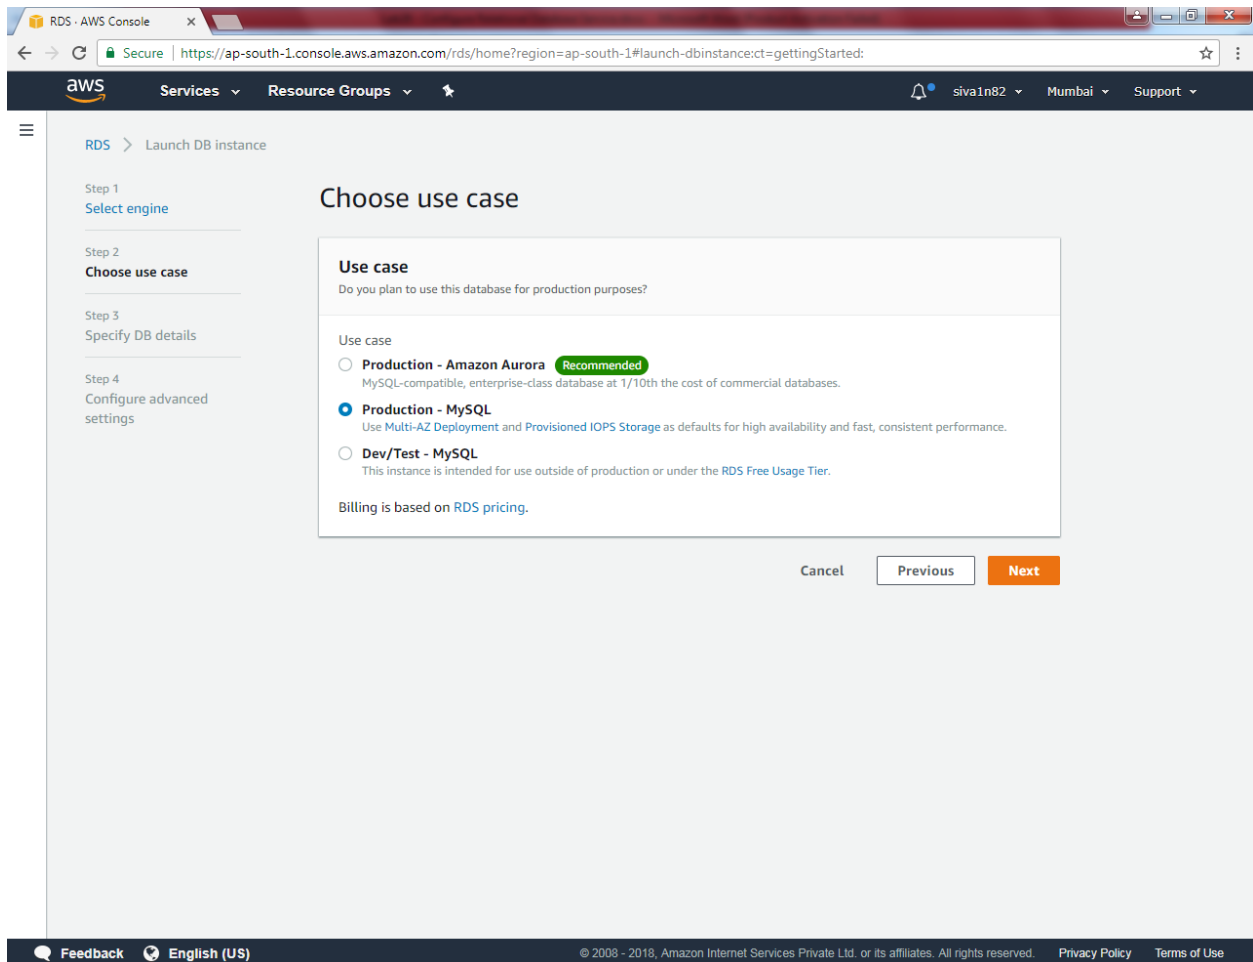 RDS · AWS Console
Secure | https://ap-south-1.console.aws.amazon.com/rds/home?region=ap-south-1#launch-dbinstance:ct=gettingStarted:
aws Services Resource Groups siva1n82 Mumbai Support
RDS > Launch DB instance
Step 1
Select engine
Step 2
Choose use case
Step 3
Specify DB details
Step 4
Configure advanced
settings
Choose use case
Use case
Do you plan to use this database for production purposes?
Use case
Production - Amazon Aurora Recommended
MySQL-compatible, enterprise-class database at 1/10th the cost of commercial databases.
Production - MySQL
Use Multi-AZ Deployment and Provisioned IOPS Storage as defaults for high availability and fast, consistent performance.
Dev/Test - MySQL
This instance is intended for use outside of production or under the RDS Free Usage Tier.
Billing is based on RDS pricing.
Cancel Previous Next
Feedback English (US) © 2008 - 2018, Amazon Internet Services Private Ltd. or its affiliates. All rights reserved. Privacy Policy Terms of Use